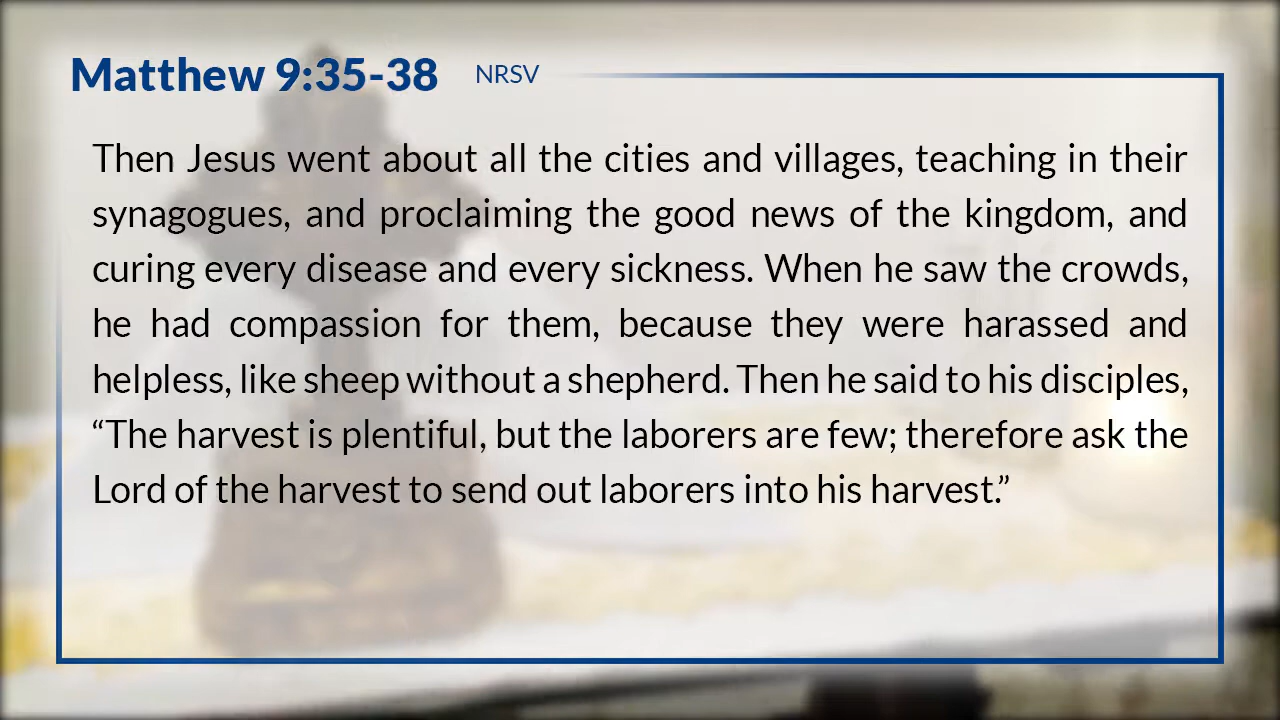 Matthew 9:35-38 NRSV
Then Jesus went about all the cities and villages, teaching in their
synagogues, and proclaiming the good news of the kingdom, and
curing every disease and every sickness. When he saw the crowds,
he had compassion for them, because they were harassed and
helpless, like sheep without a shepherd. Then he said to his disciples,
“The harvest is plentiful, but the laborers are few; therefore ask the
Lord of the harvest to send out laborers into his harvest.”